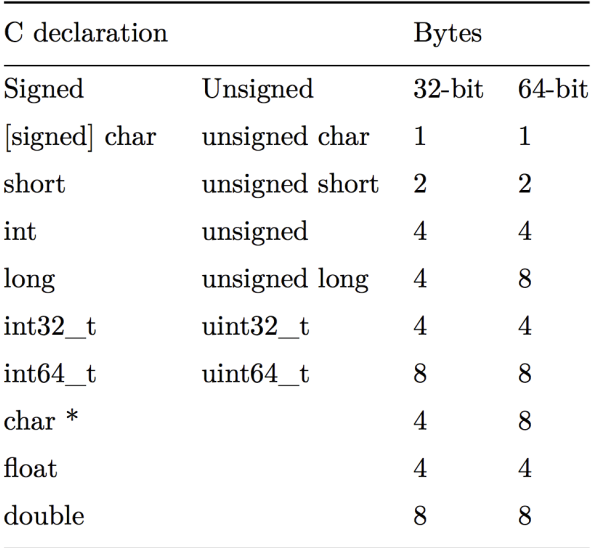 C declaration Bytes
Signed Unsigned 32-bit 64-bit
[signed] char unsigned char 1 1
short unsigned short 2 2
int unsigned 4 4
long unsigned long 4 8
int32_t uint32_t 4 4
int64_t uint64_t 8 8
char * 4 8
float 4 4
double 8 8